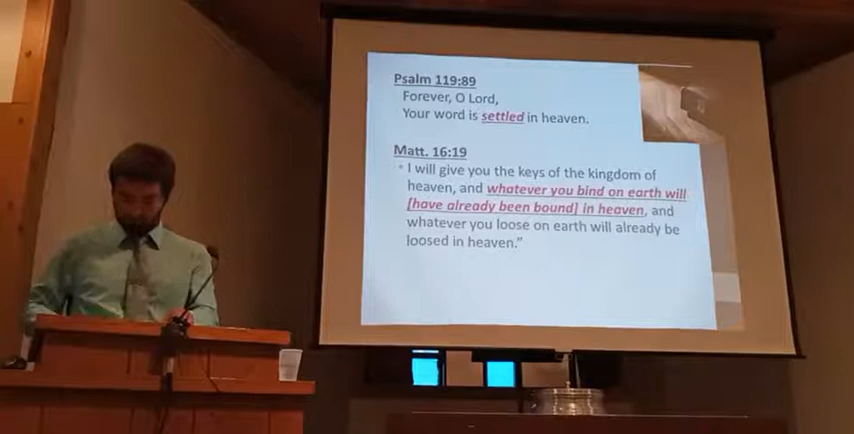 Psalm 119:89
Forever, O Lord,
Your word is settled in heaven.
Matt. 16:19
• I will give you the keys of the kingdom of
heaven, and whatever you bind on earth will
[have already been bound] in heaven, and
whatever you loose on earth will already be
loosed in heaven.”